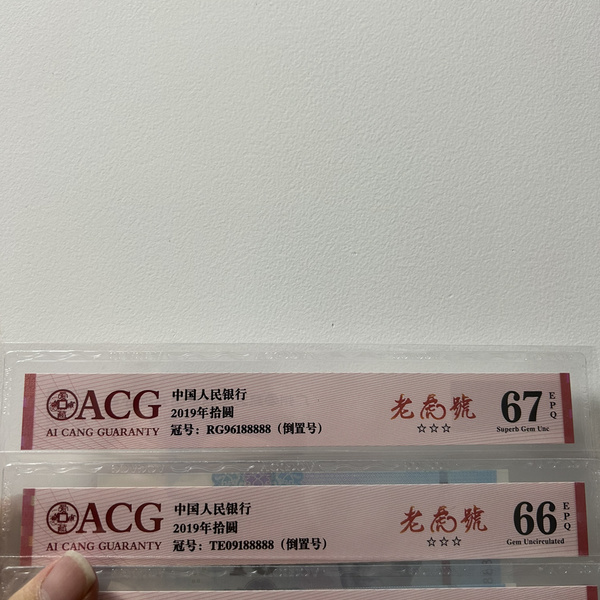 ACG
AI CANG GUARANTY
中国人民银行
2019年拾圆
冠号：RG96188888（倒置号）
老虎號
☆☆☆
67 EPQ
Superb Gem Unc
ACG
AI CANG GUARANTY
中国人民银行
2019年拾圆
冠号：TE09188888（倒置号）
老虎號
☆☆☆
66 EPQ
Gem Uncirculated